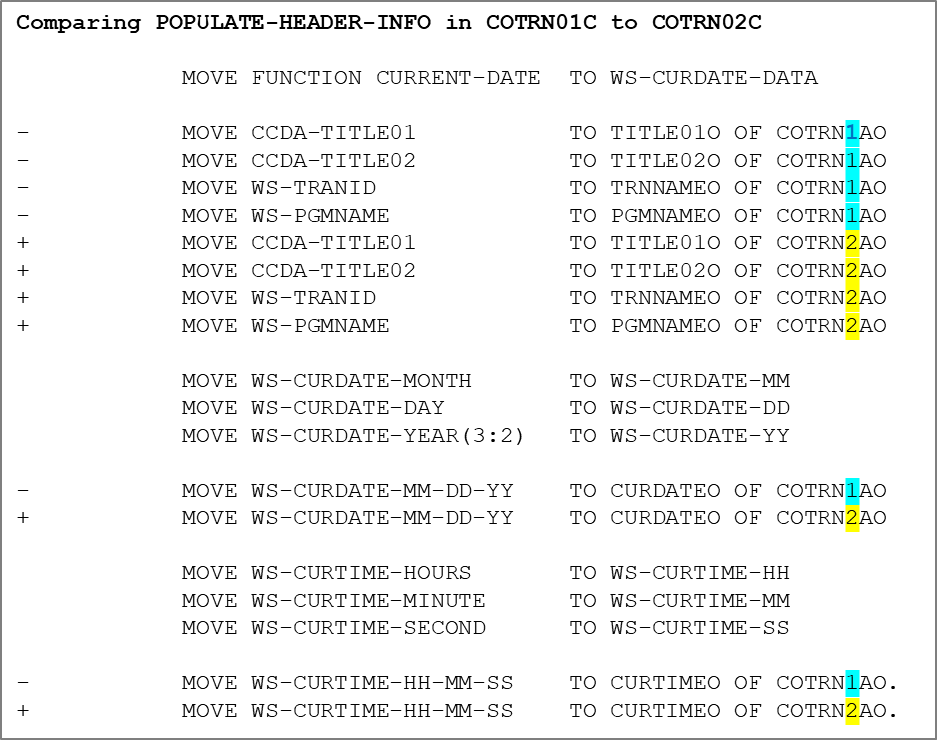 Comparing POPULATE-HEADER-INFO in COTRN01C to COTRN02C
MOVE FUNCTION CURRENT-DATE TO WS-CURDATE-DATA
- MOVE CCDA-TITLE01 TO TITLE01O OF COTRN1AO
- MOVE CCDA-TITLE02 TO TITLE02O OF COTRN1AO
- MOVE WS-TRANID TO TRNNAMEO OF COTRN1AO
- MOVE WS-PGMNAME TO PGMNAMEO OF COTRN1AO
+ MOVE CCDA-TITLE01 TO TITLE01O OF COTRN2AO
+ MOVE CCDA-TITLE02 TO TITLE02O OF COTRN2AO
+ MOVE WS-TRANID TO TRNNAMEO OF COTRN2AO
+ MOVE WS-PGMNAME TO PGMNAMEO OF COTRN2AO
MOVE WS-CURDATE-MONTH TO WS-CURDATE-MM
MOVE WS-CURDATE-DAY TO WS-CURDATE-DD
MOVE WS-CURDATE-YEAR(3:2) TO WS-CURDATE-YY
- MOVE WS-CURDATE-MM-DD-YY TO CURDATEO OF COTRN1AO
+ MOVE WS-CURDATE-MM-DD-YY TO CURDATEO OF COTRN2AO
MOVE WS-CURTIME-HOURS TO WS-CURTIME-HH
MOVE WS-CURTIME-MINUTE TO WS-CURTIME-MM
MOVE WS-CURTIME-SECOND TO WS-CURTIME-SS
- MOVE WS-CURTIME-HH-MM-SS TO CURTIMEO OF COTRN1AO.
+ MOVE WS-CURTIME-HH-MM-SS TO CURTIMEO OF COTRN2AO.